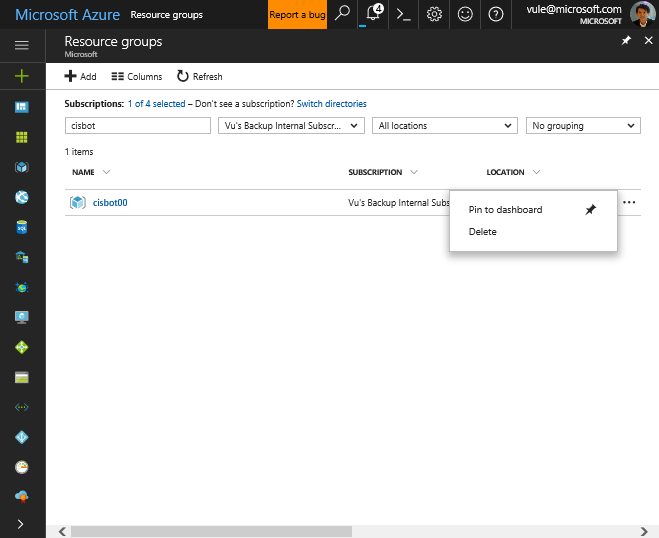 Microsoft Azure Resource groups Report a bug 4 vule@microsoft.com
MICROSOFT
Resource groups
Microsoft
Add Columns Refresh
Subscriptions: 1 of 4 selected – Don't see a subscription? Switch directories
cisbot Vu's Backup Internal Subscr... All locations No grouping
1 items
NAME SUBSCRIPTION LOCATION
cisbot00 Vu's Backup Internal Subs
Pin to dashboard
Delete
SQL